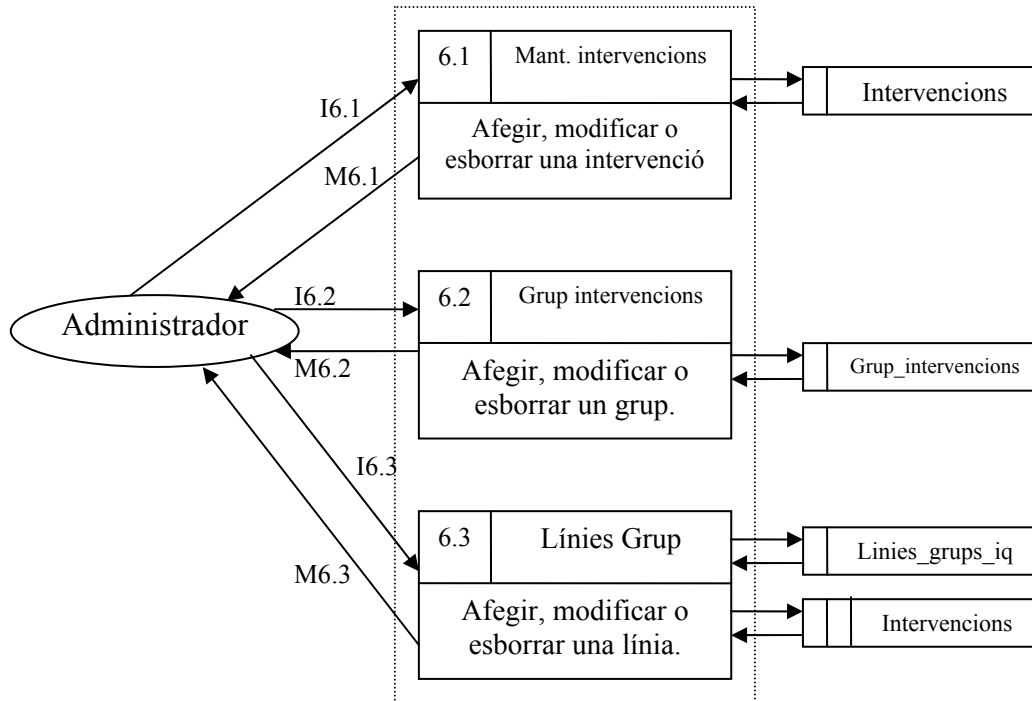 6.1
Mant. intervencions
Intervencions
I6.1
Afegir, modificar o
esborrar una intervenció
M6.1
Administrador
I6.2
6.2
Grup intervencions
M6.2
Afegir, modificar o
esborrar un grup.
Grup_intervencions
I6.3
6.3
Línies Grup
Linies_grups_iq
M6.3
Afegir, modificar o
esborrar una línia.
Intervencions